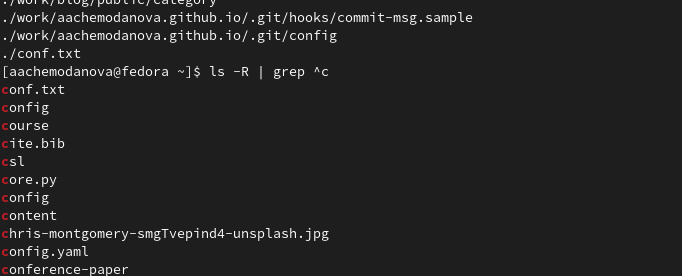 ./work/blog/public/category
./work/aachemodanova.github.io/.git/hooks/commit-msg.sample
./work/aachemodanova.github.io/.git/config
./conf.txt
[aachemodanova@fedora ~]$ ls -R | grep ^c
conf.txt
config
course
cite.bib
csl
core.py
config
content
chris-montgomery-smgTvepind4-unsplash.jpg
config.yaml
conference-paper